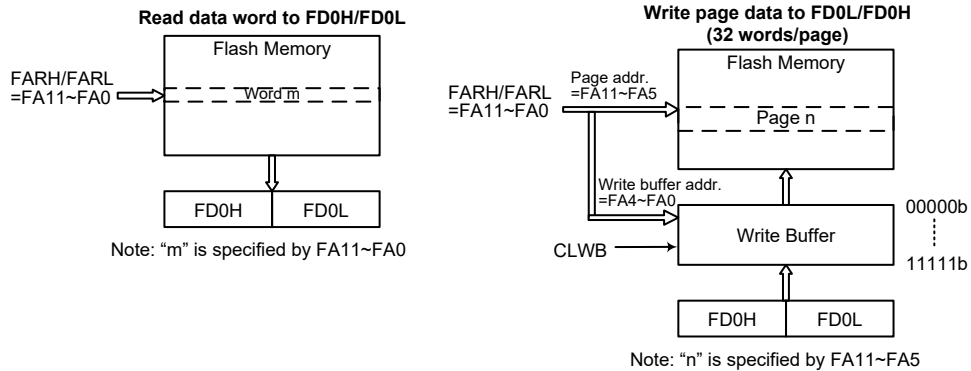 Read data word to FD0H/FD0L
Flash Memory
FARH/FARL
=FA11~FA0
Word m
FD0H
FD0L
Note: “m” is specified by FA11~FA0
Write page data to FD0L/FD0H
(32 words/page)
Flash Memory
FARH/FARL
=FA11~FA0
Page addr.
=FA11~FA5
Page n
Write buffer addr.
=FA4~FA0
CLWB
Write Buffer
00000b
11111b
FD0H
FD0L
Note: “n” is specified by FA11~FA5